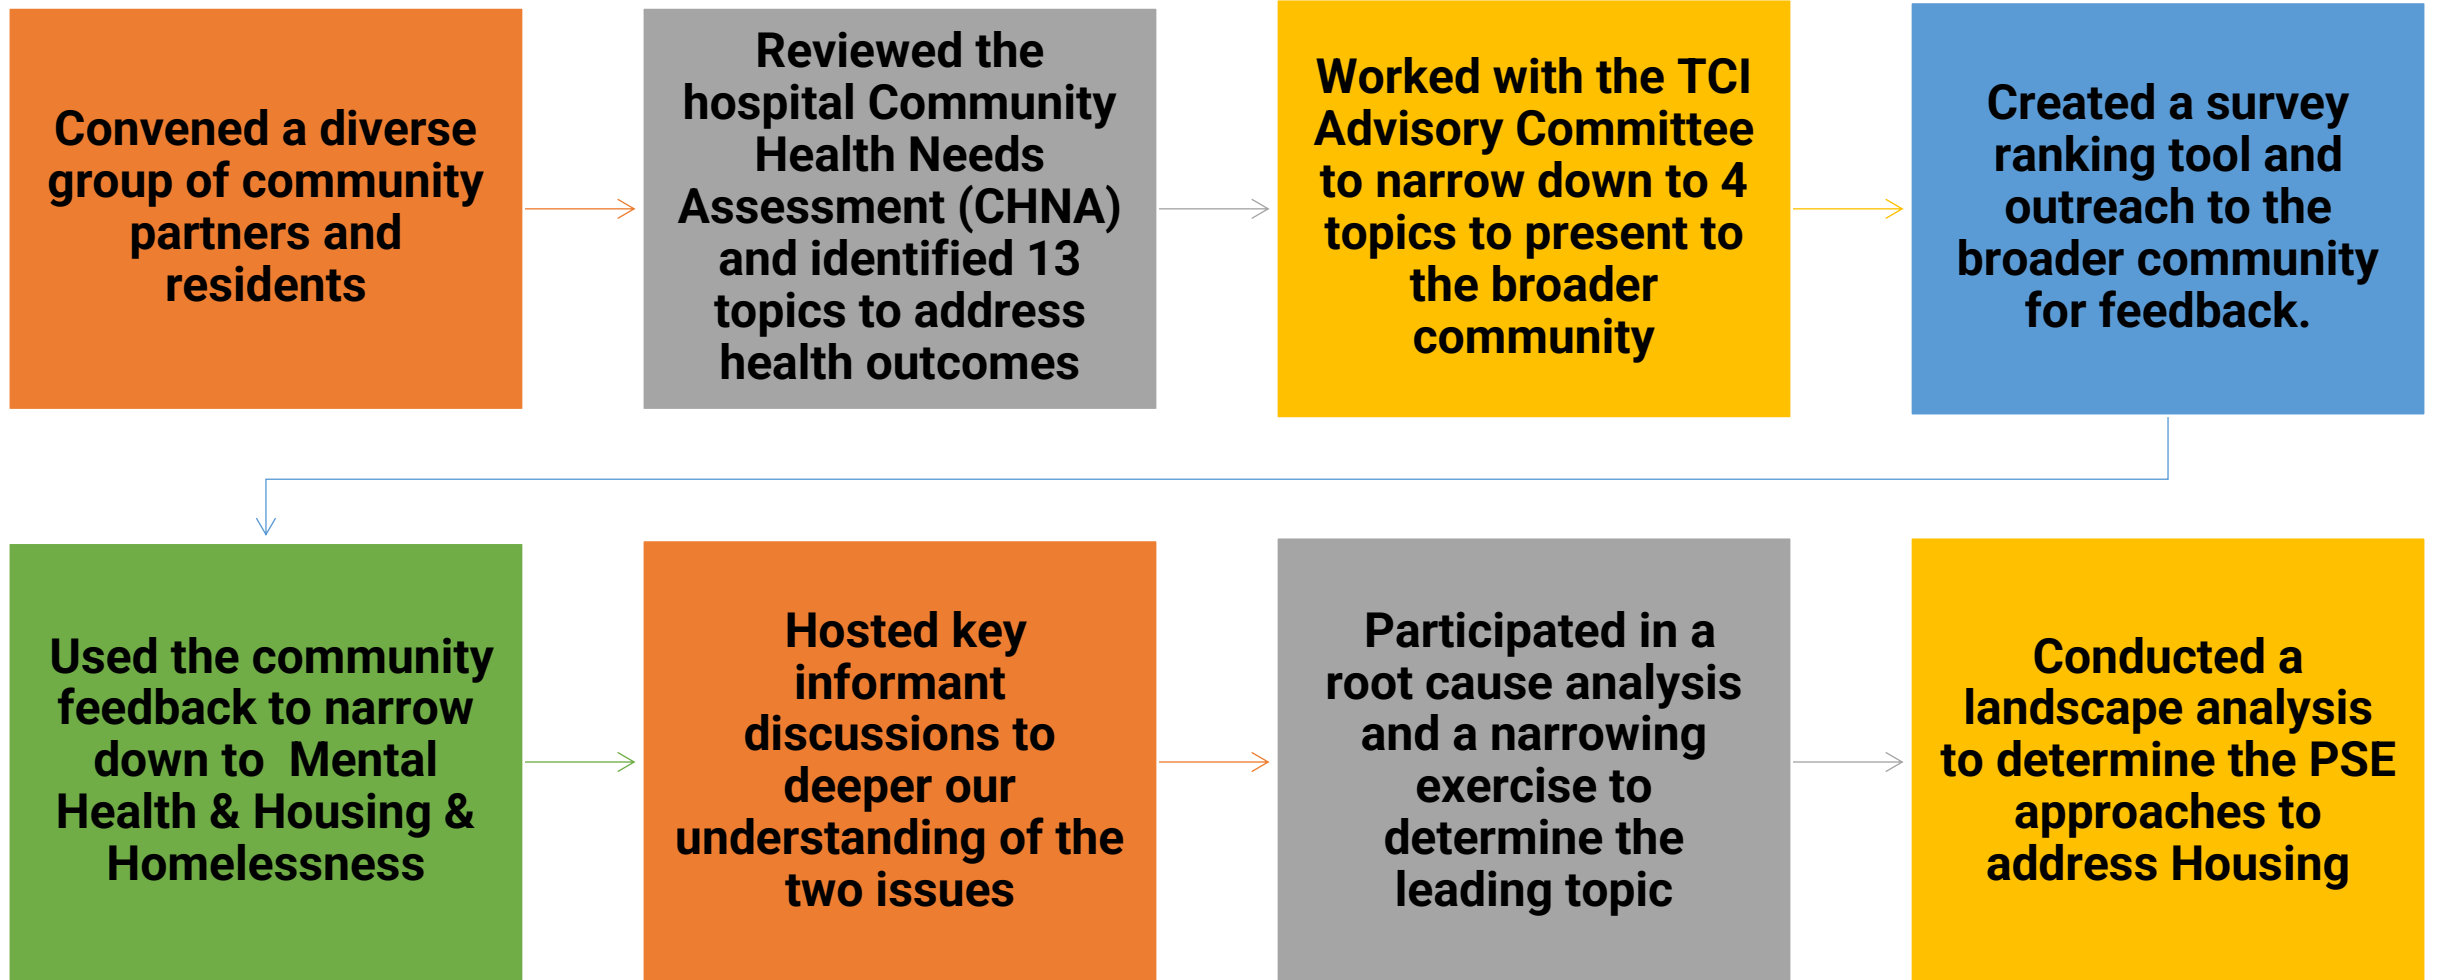 Convened a diverse
group of community
partners and
residents
Reviewed the
hospital Community
Health Needs
Assessment (CHNA)
and identified 13
topics to address
health outcomes
Worked with the TCI
Advisory Committee
to narrow down to 4
topics to present to
the broader
community
Created a survey
ranking tool and
outreach to the
broader community
for feedback.
Used the community
feedback to narrow
down to  Mental
Health & Housing &
Homelessness
Hosted key
informant
discussions to
deeper our
understanding of the
two issues
Participated in a
root cause analysis
and a narrowing
exercise to
determine the
leading topic
Conducted a
landscape analysis
to determine the PSE
approaches to
address Housing